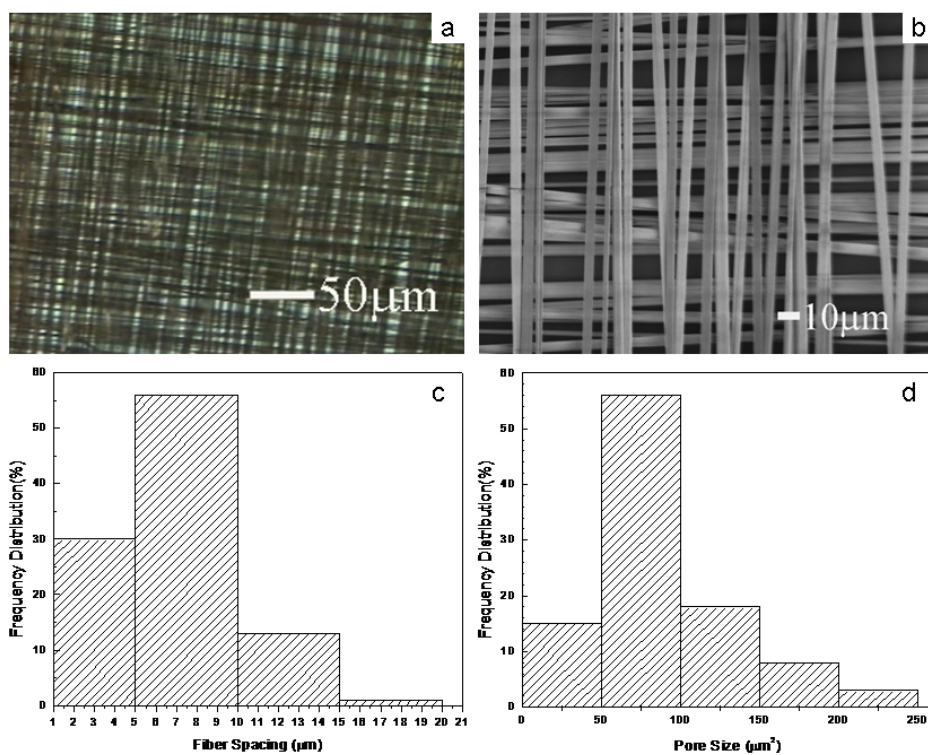 a
50µm
b
10µm
c
Frequency Distribution(%)
60
50
40
30
20
10
0
1 2 3 4 5 6 7 8 9 10 11 12 13 14 15 16 17 18 19 20 21
Fiber Spacing (µm)
d
Frequency Distribution(%)
60
50
40
30
20
10
0
0 50 100 150 200 250
Pore Size (µm²)